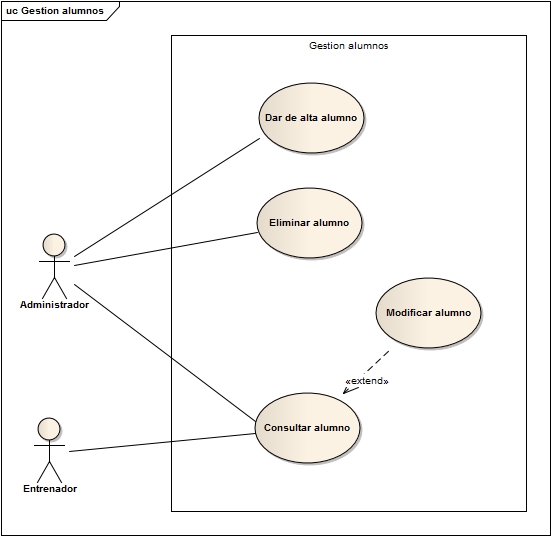 uc Gestion alumnos
Gestion alumnos
Dar de alta alumno
Eliminar alumno
Administrador
Modificar alumno
«extend»
Consultar alumno
Entrenador